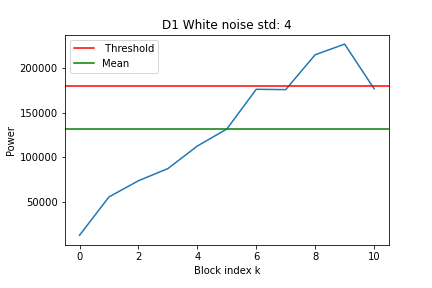 D1 White noise std: 4
Threshold
Mean
200000
150000
100000
50000
Power
0 2 4 6 8 10
Block index k